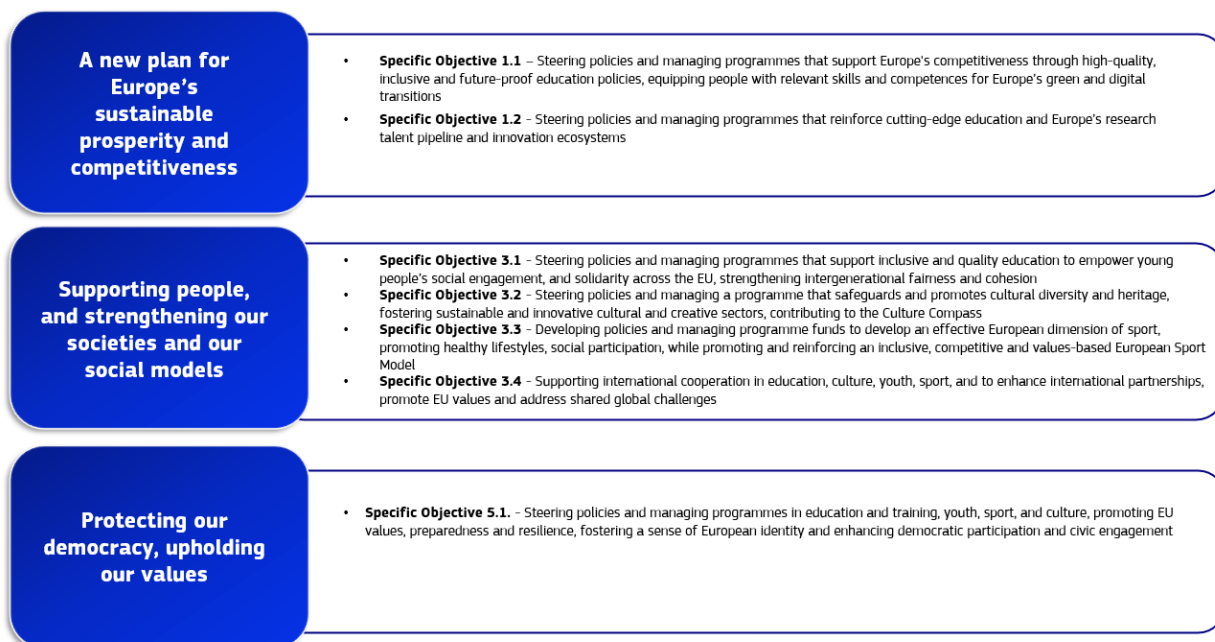 A new plan for
Europe's
sustainable
prosperity and
competitiveness
• Specific Objective 1.1 – Steering policies and managing programmes that support Europe's competitiveness through high-quality,
inclusive and future-proof education policies, equipping people with relevant skills and competences for Europe's green and digital
transitions
• Specific Objective 1.2 - Steering policies and managing programmes that reinforce cutting-edge education and Europe's research
talent pipeline and innovation ecosystems
Supporting people,
and strengthening our
societies and our
social models
• Specific Objective 3.1 - Steering policies and managing programmes that support inclusive and quality education to empower young
people's social engagement, and solidarity across the EU, strengthening intergenerational fairness and cohesion
• Specific Objective 3.2 - Steering policies and managing a programme that safeguards and promotes cultural diversity and heritage,
fostering sustainable and innovative cultural and creative sectors, contributing to the Culture Compass
• Specific Objective 3.3 - Developing policies and managing programme funds to develop an effective European dimension of sport,
promoting healthy lifestyles, social participation, while promoting and reinforcing an inclusive, competitive and values-based European Sport
Model
• Specific Objective 3.4 - Supporting international cooperation in education, culture, youth, sport, and to enhance international partnerships,
promote EU values and address shared global challenges
Protecting our
democracy, upholding
our values
• Specific Objective 5.1. - Steering policies and managing programmes in education and training, youth, sport, and culture, promoting EU
values, preparedness and resilience, fostering a sense of European identity and enhancing democratic participation and civic engagement